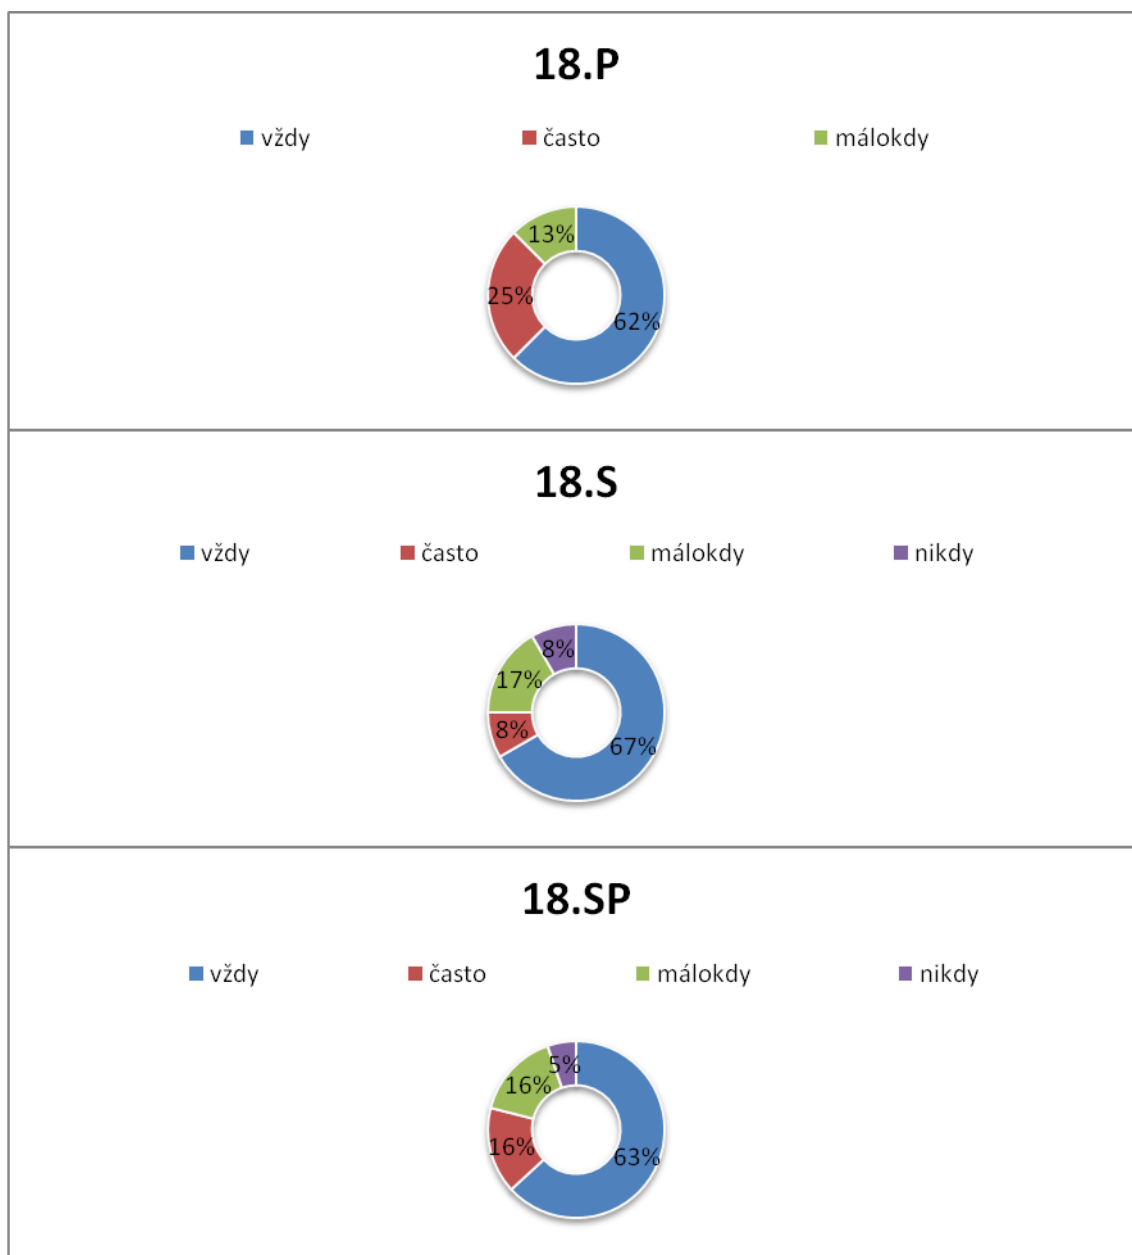 18.P
vždy často málokdy
13%
25%
62%
18.S
vždy často málokdy nikdy
8%
17%
8%
67%
18.SP
vždy často málokdy nikdy
5%
16%
16%
63%